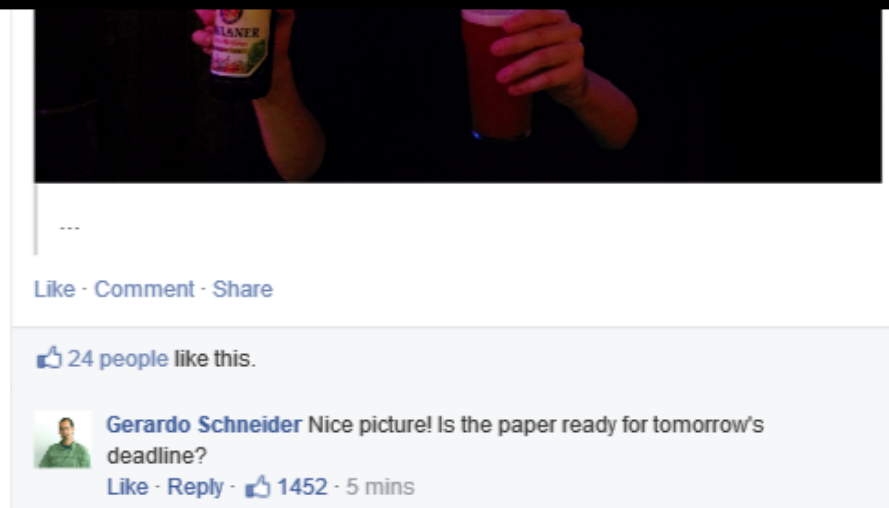 ---
Like · Comment · Share
24 people like this.
Gerardo Schneider Nice picture! Is the paper ready for tomorrow's
deadline?
Like · Reply · 1452 · 5 mins